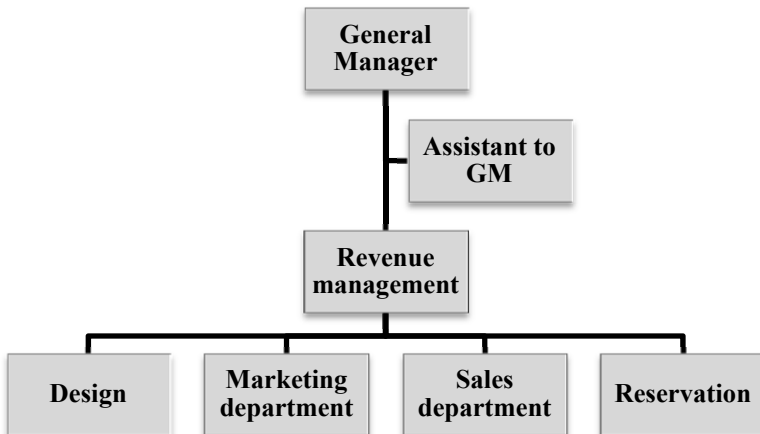 General
Manager
Assistant to
GM
Revenue
management
Design
Marketing
department
Sales
department
Reservation